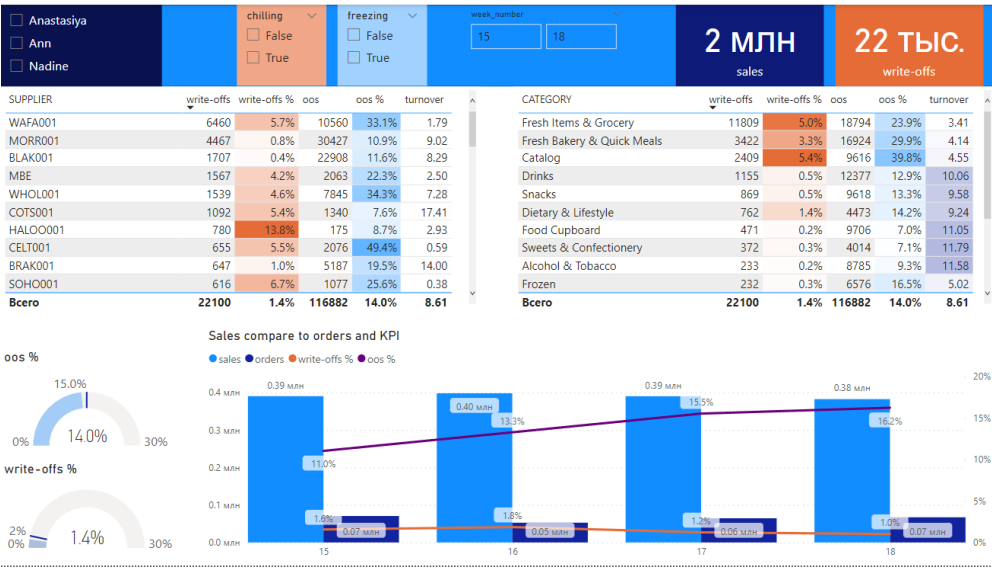 Anastasiya
Ann
Nadine
chilling
False
True
freezing
False
True
week_number
15 18
2 млн
sales
22 тыс.
write-offs
SUPPLIER write-offs write-offs % oos oos % turnover
WAFA001 6460 5.7% 10560 33.1% 1.79
MORR001 4467 0.8% 30427 10.9% 9.02
BLAK001 1707 0.4% 22908 11.6% 8.29
MBE 1567 4.2% 2063 22.3% 2.50
WHOL001 1539 4.6% 7845 34.3% 7.28
COTS001 1092 5.4% 1340 7.6% 17.41
HALOO001 780 13.8% 175 8.7% 2.93
CELT001 655 5.5% 2076 49.4% 0.59
BRAK001 647 1.0% 5187 19.5% 14.00
SOHO001 616 6.7% 1077 25.6% 0.38
Всего 22100 1.4% 116882 14.0% 8.61
CATEGORY write-offs write-offs % oos oos % turnover
Fresh Items & Grocery 11809 5.0% 18794 23.9% 3.41
Fresh Bakery & Quick Meals 3422 3.3% 16924 29.9% 4.14
Catalog 2409 5.4% 9616 39.8% 4.55
Drinks 1155 0.5% 12377 12.9% 10.06
Snacks 869 0.5% 9618 13.3% 9.58
Dietary & Lifestyle 762 1.4% 4473 14.2% 9.24
Food Cupboard 471 0.2% 9706 7.0% 11.05
Sweets & Confectionery 372 0.3% 4014 7.1% 11.79
Alcohol & Tobacco 233 0.2% 8785 9.3% 11.58
Frozen 232 0.3% 6576 16.5% 5.02
Всего 22100 1.4% 116882 14.0% 8.61
oos %
15.0%
14.0%
0% 30%
write-offs %
2%
1.4%
0% 30%
Sales compare to orders and KPI
sales orders write-offs % oos %
0.4 млн
0.3 млн
0.2 млн
0.1 млн
0.0 млн
0.39 млн 0.40 млн 0.39 млн 0.38 млн
11.0% 13.3% 15.5% 16.2%
1.6% 1.8% 1.2% 1.0%
0.07 млн 0.05 млн 0.06 млн 0.07 млн
15 16 17 18
20%
15%
10%
5%
0%